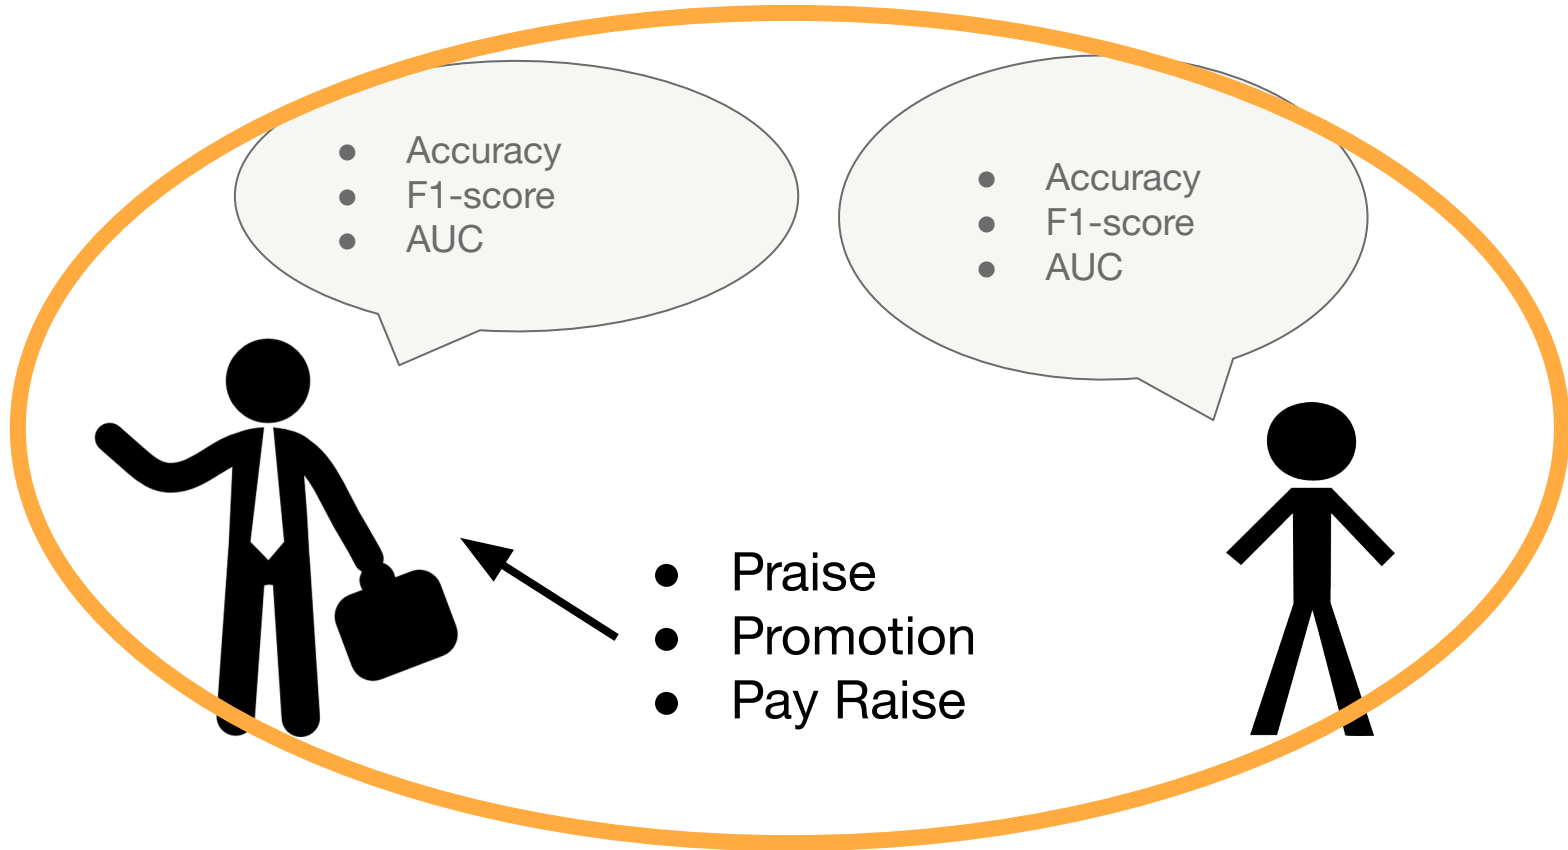 ● Accuracy
● F1-score
● AUC
● Accuracy
● F1-score
● AUC
● Praise
● Promotion
● Pay Raise